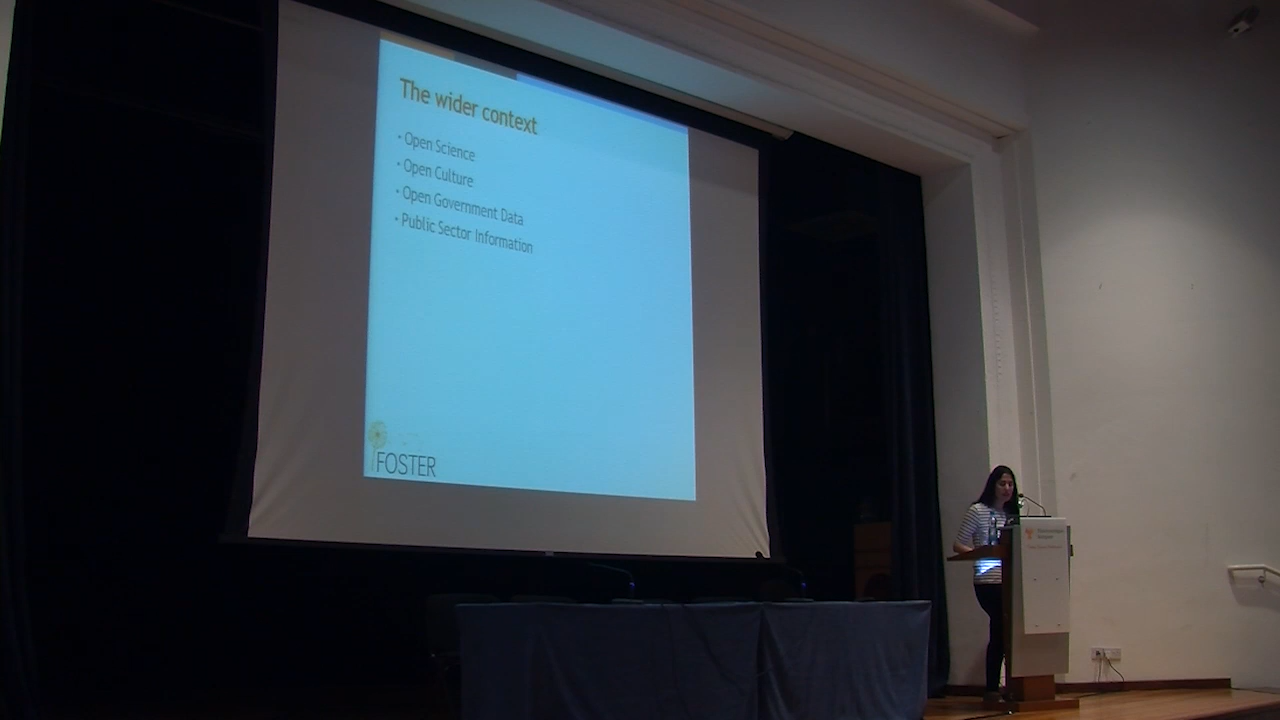 The wider context
• Open Science
• Open Culture
• Open Government Data
• Public Sector Information
FOSTER